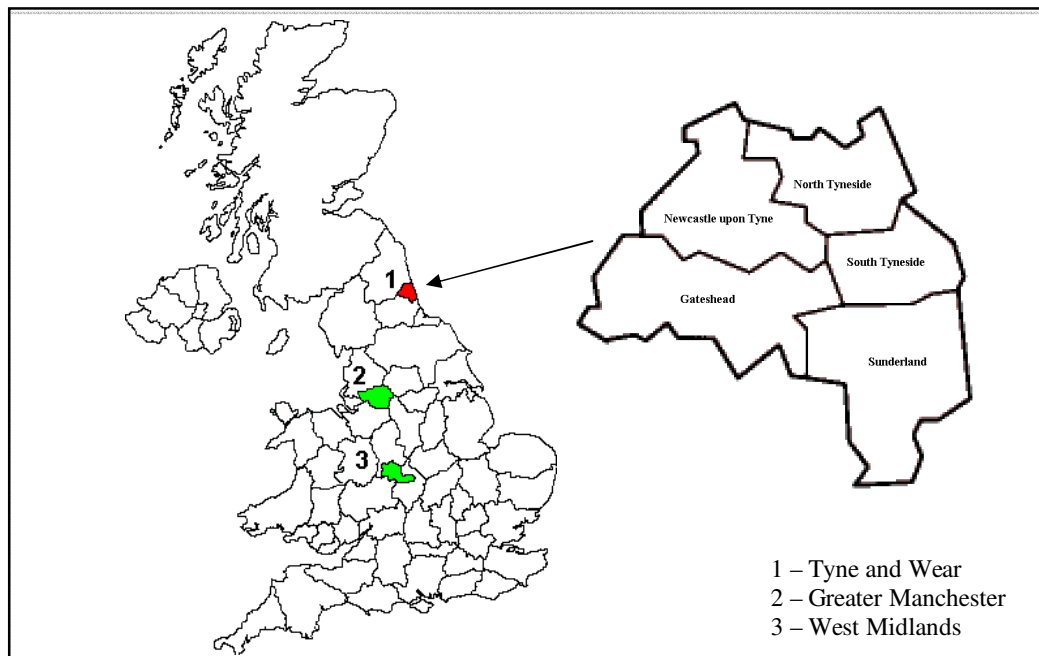 North Tyneside
Newcastle upon Tyne
South Tyneside
1
Gateshead
Sunderland
2
3
1 – Tyne and Wear
2 – Greater Manchester
3 – West Midlands